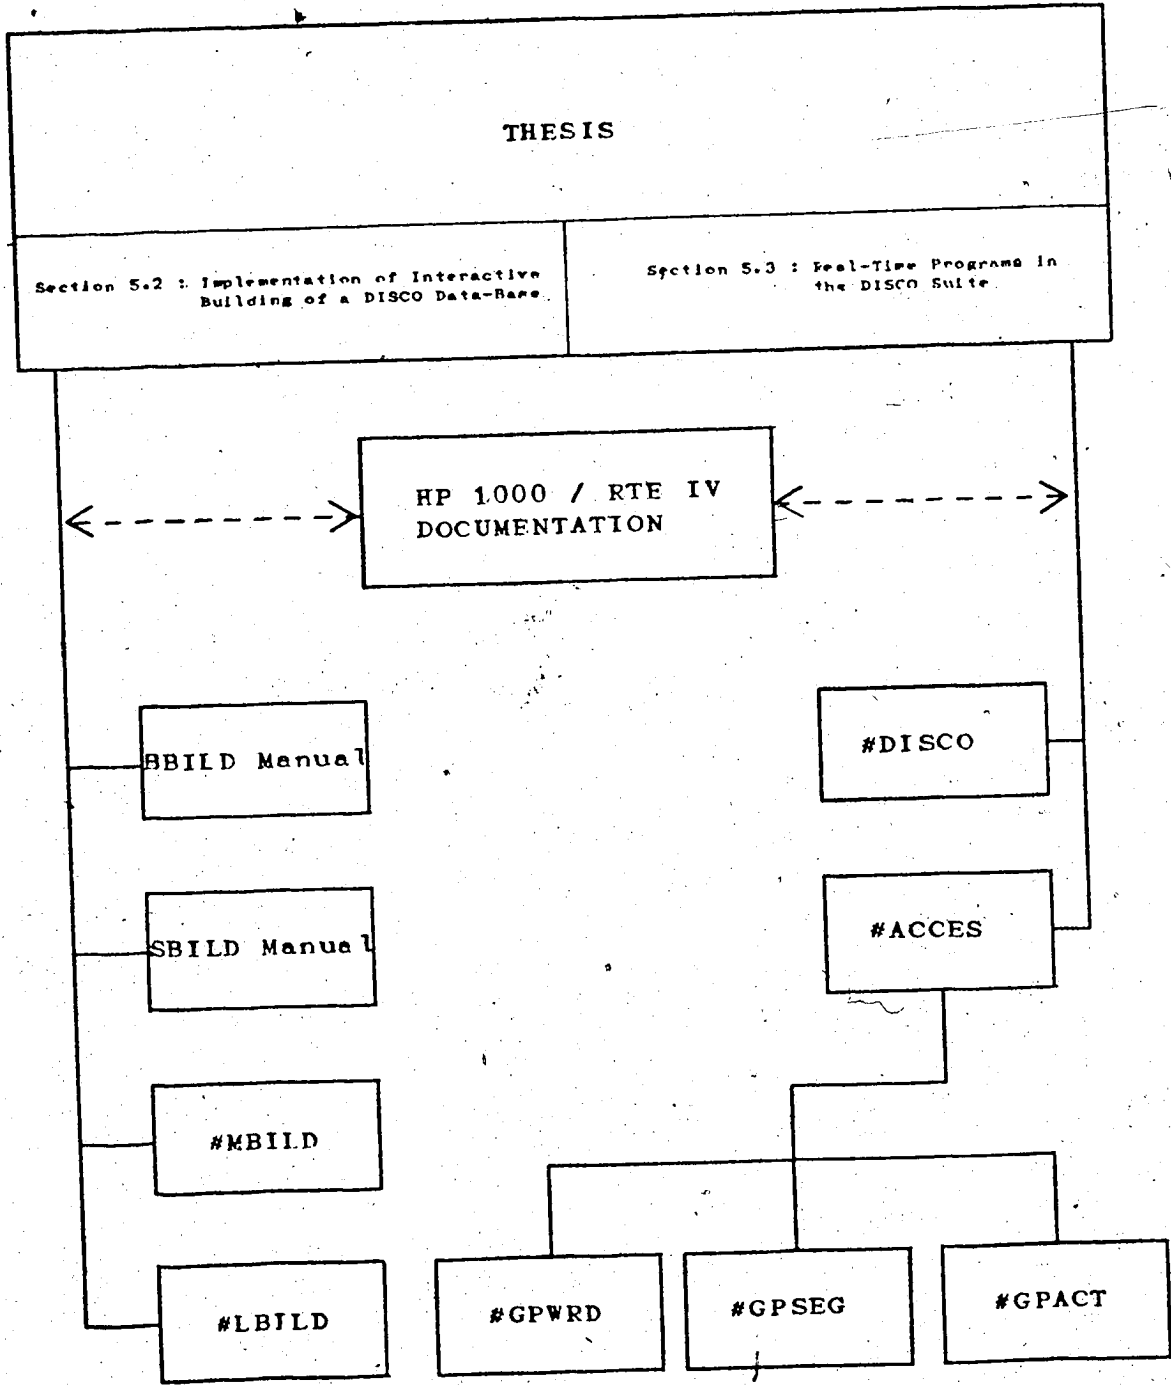 THESIS
Section 5.2 : Implementation of Interactive
Building of a DISCO Data-Base
Section 5.3 : Real-Time Programs in
the DISCO Suite
HP 1000 / RTE IV
DOCUMENTATION
BBILD Manual
#DISCO
SBILD Manual
#ACCES
#MBILD
#LBILD
#GPWRD
#GPSEG
#GPACT